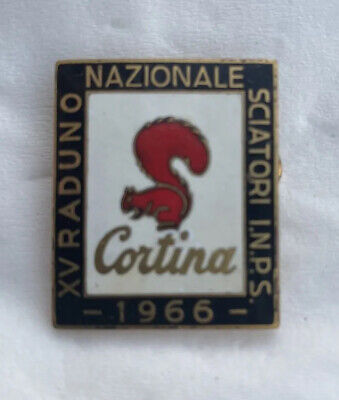 XV RADUNO
NAZIONALE
SCIATORI I.N.P.S.
Cortina
- 1966 -